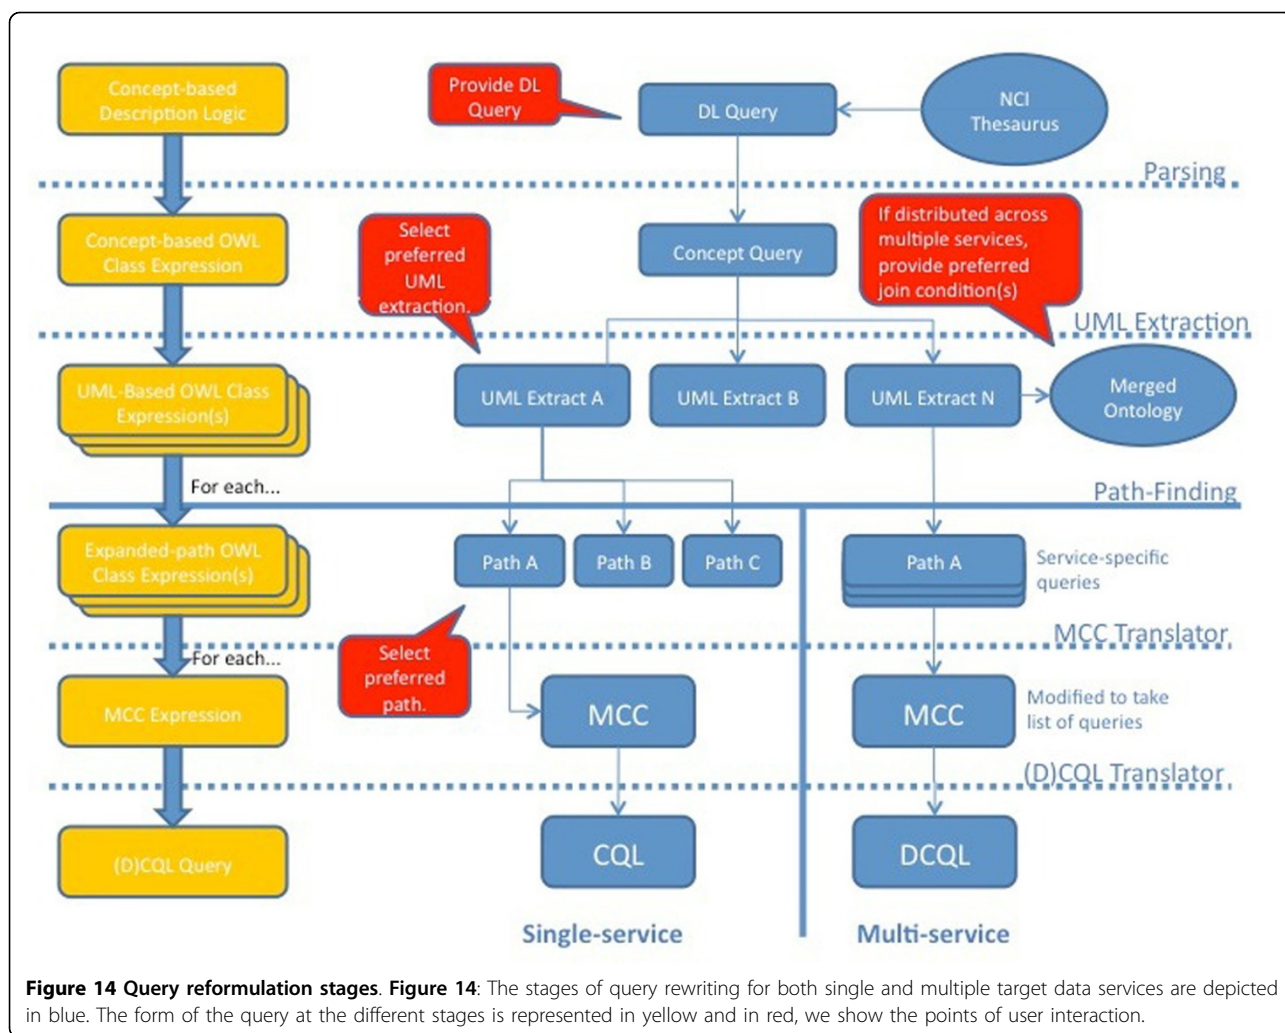 Concept-based
Description Logic
Provide DL
Query
DL Query
NCI
Thesaurus
Parsing
Concept-based OWL
Class Expression
Select
preferred
UML
extraction.
Concept Query
If distributed across
multiple services,
provide preferred
join condition(s)
UML Extraction
UML-Based OWL Class
Expression(s)
UML Extract A
UML Extract B
UML Extract N
Merged
Ontology
For each...
Path-Finding
Expanded-path OWL
Class Expression(s)
Path A
Path B
Path C
Path A
Service-specific
queries
MCC Translator
For each...
Select
preferred
path.
MCC Expression
MCC
MCC
Modified to take
list of queries
(D)CQL Translator
(D)CQL Query
CQL
DCQL
Single-service
Multi-service
Figure 14 Query reformulation stages. Figure 14: The stages of query rewriting for both single and multiple target data services are depicted
in blue. The form of the query at the different stages is represented in yellow and in red, we show the points of user interaction.